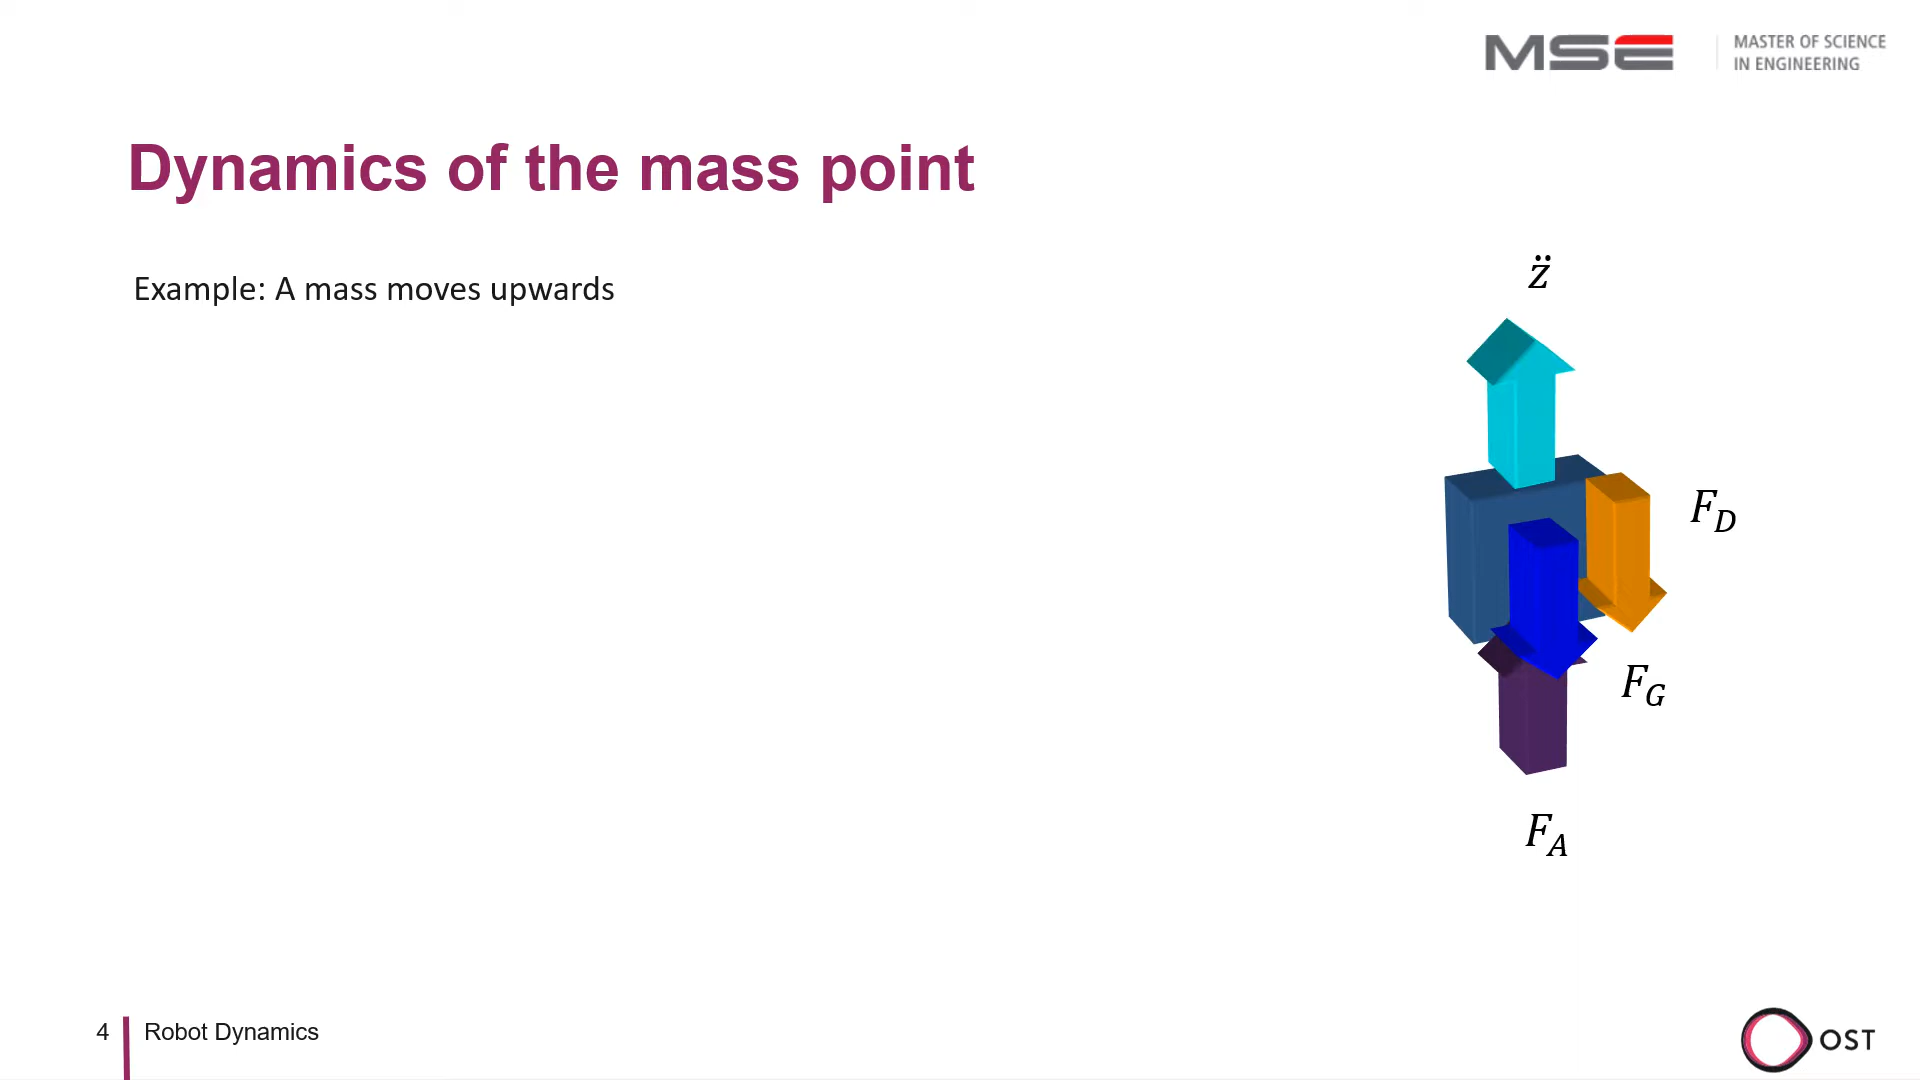 MSE
MASTER OF SCIENCE
IN ENGINEERING
Dynamics of the mass point
Example: A mass moves upwards
z̈
F_D
F_G
F_A
4 Robot Dynamics
OST